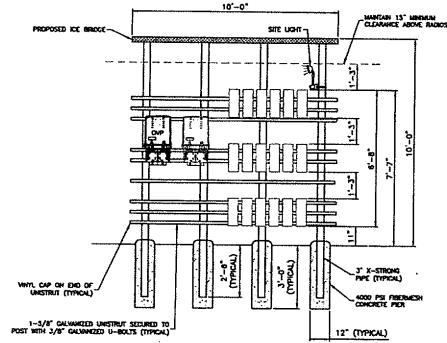 10'-0"
PROPOSED ICE BRIDGE
SITE LIGHT
MAINTAIN 15" MINIMUM
CLEARANCE ABOVE RADIOS
1'-3"
OVP
1'-3"
1'-3"
6'-8"
7'-7"
10'-0"
11"
2'-8"
(TYPICAL)
3'-0"
(TYPICAL)
VINYL CAP ON END OF
UNISTRUT (TYPICAL)
3" X-STRONG
PIPE (TYPICAL)
4000 PSI FIBERMESH
CONCRETE PIER
1-5/8" GALVANIZED UNISTRUT SECURED TO
POST WITH 3/8" GALVANIZED U-BOLTS (TYPICAL)
12" (TYPICAL)